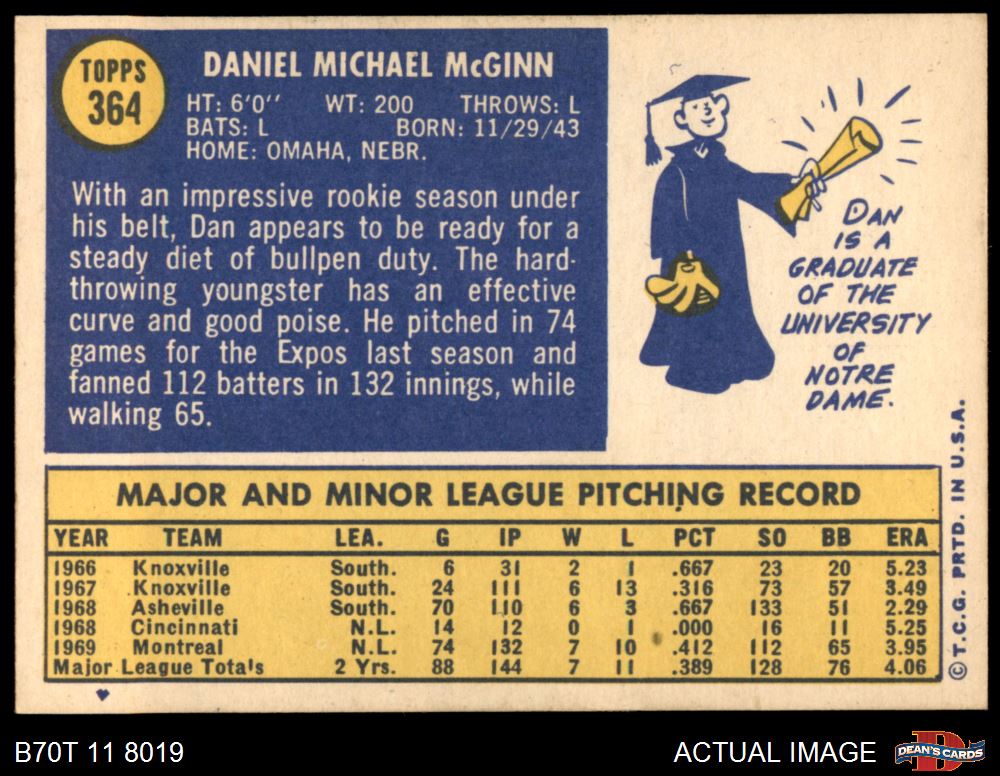 TOPPS
364
DANIEL MICHAEL McGINN
HT: 6'0" WT: 200 THROWS: L
BATS: L BORN: 11/29/43
HOME: OMAHA, NEBR.
With an impressive rookie season under
his belt, Dan appears to be ready for a
steady diet of bullpen duty. The hard-
throwing youngster has an effective
curve and good poise. He pitched in 74
games for the Expos last season and
fanned 112 batters in 132 innings, while
walking 65.
DAN
IS A
GRADUATE
OF THE
UNIVERSITY
OF
NOTRE
DAME.
MAJOR AND MINOR LEAGUE PITCHING RECORD
YEAR TEAM LEA. G IP W L PCT SO BB ERA
1966 Knoxville South. 6 31 2 1 .667 23 20 5.23
1967 Knoxville South. 24 111 6 13 .316 73 57 3.49
1968 Asheville South. 70 110 6 3 .667 133 51 2.29
1968 Cincinnati N.L. 14 12 0 1 .000 16 11 5.25
1969 Montreal N.L. 74 132 7 10 .412 112 65 3.95
Major League Tota's 2 Yrs. 88 144 7 11 .389 128 76 4.06
© T.C.G. PRTD. IN U.S.A.
B70T 11 8019
ACTUAL IMAGE
DEAN'S CARDS